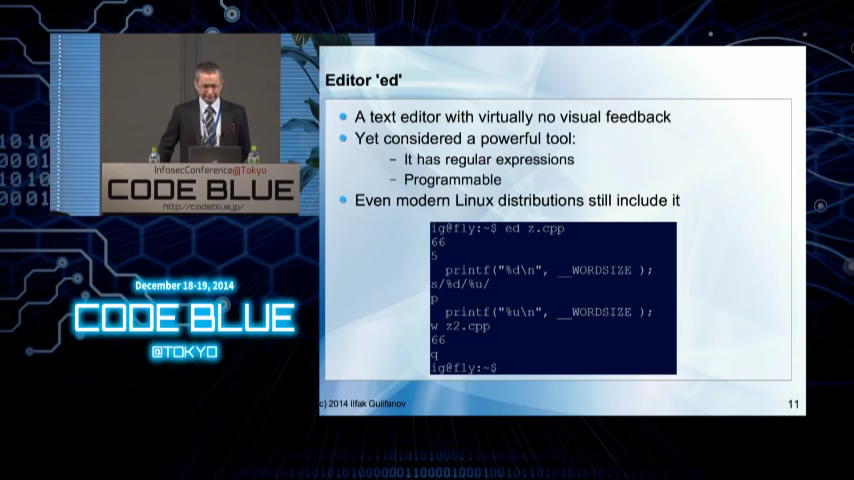 InfosecConference@Tokyo
CODE BLUE
http://codeblue.jp/
December 18-19, 2014
CODE BLUE
@TOKYO
Editor 'ed'
A text editor with virtually no visual feedback
Yet considered a powerful tool:
– It has regular expressions
– Programmable
Even modern Linux distributions still include it
ig@fly:~$ ed z.cpp
66
5
printf("%d\n", __WORDSIZE );
s/%d/%u/
p
printf("%u\n", __WORDSIZE );
w z2.cpp
66
q
ig@fly:~$
c) 2014 Ilfak Guilfanov
11